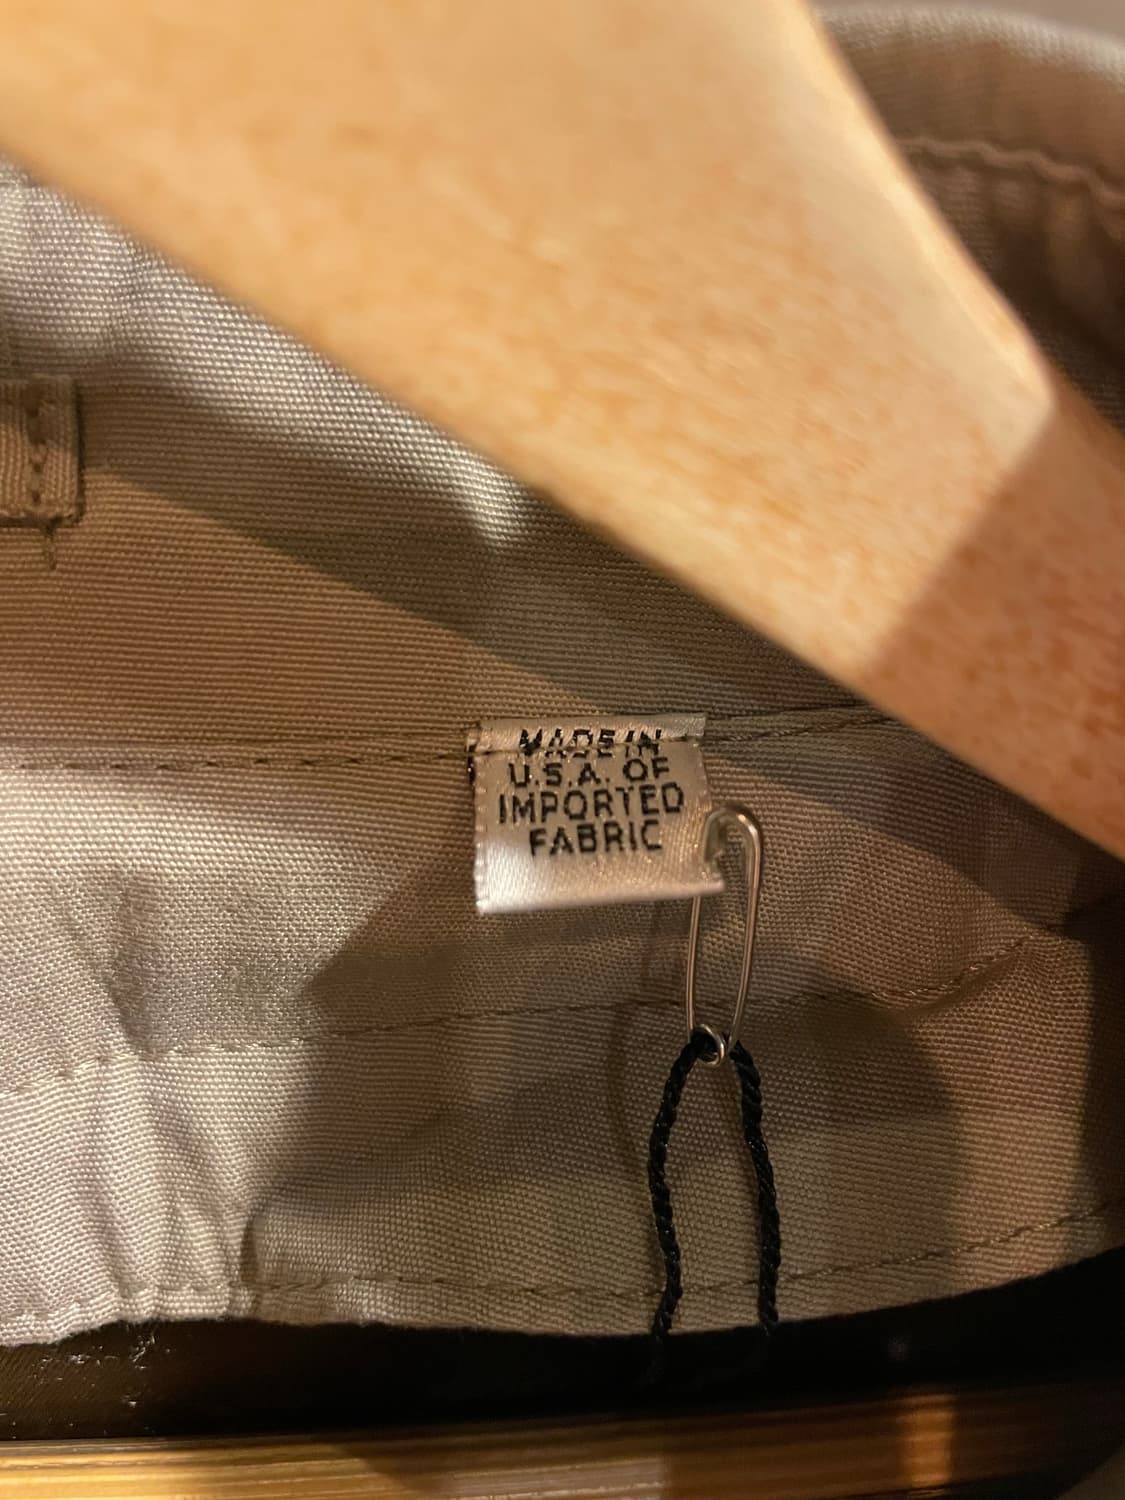 MADE IN
U.S.A. OF
IMPORTED
FABRIC